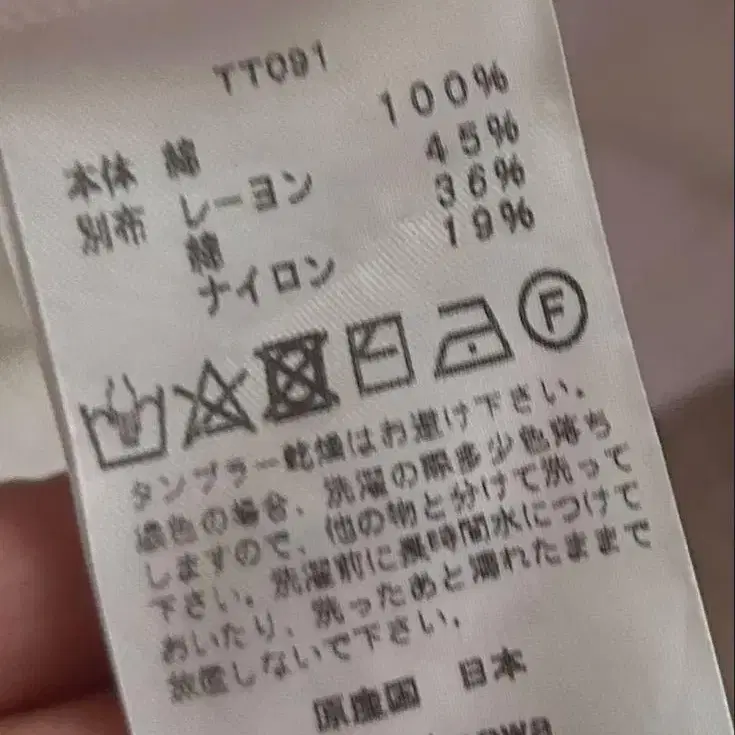 TT091
本体 綿 100%
別布 レーヨン 45%
綿 36%
ナイロン 19%
F
タンブラー乾燥はお避け下さい。
濃色の場合、洗濯の際多少色落ち
しますので、他の物と分けて洗って
下さい。洗濯前に長時間水につけて
おいたり、洗ったあと濡れたままで
放置しないで下さい。
原産国 日本